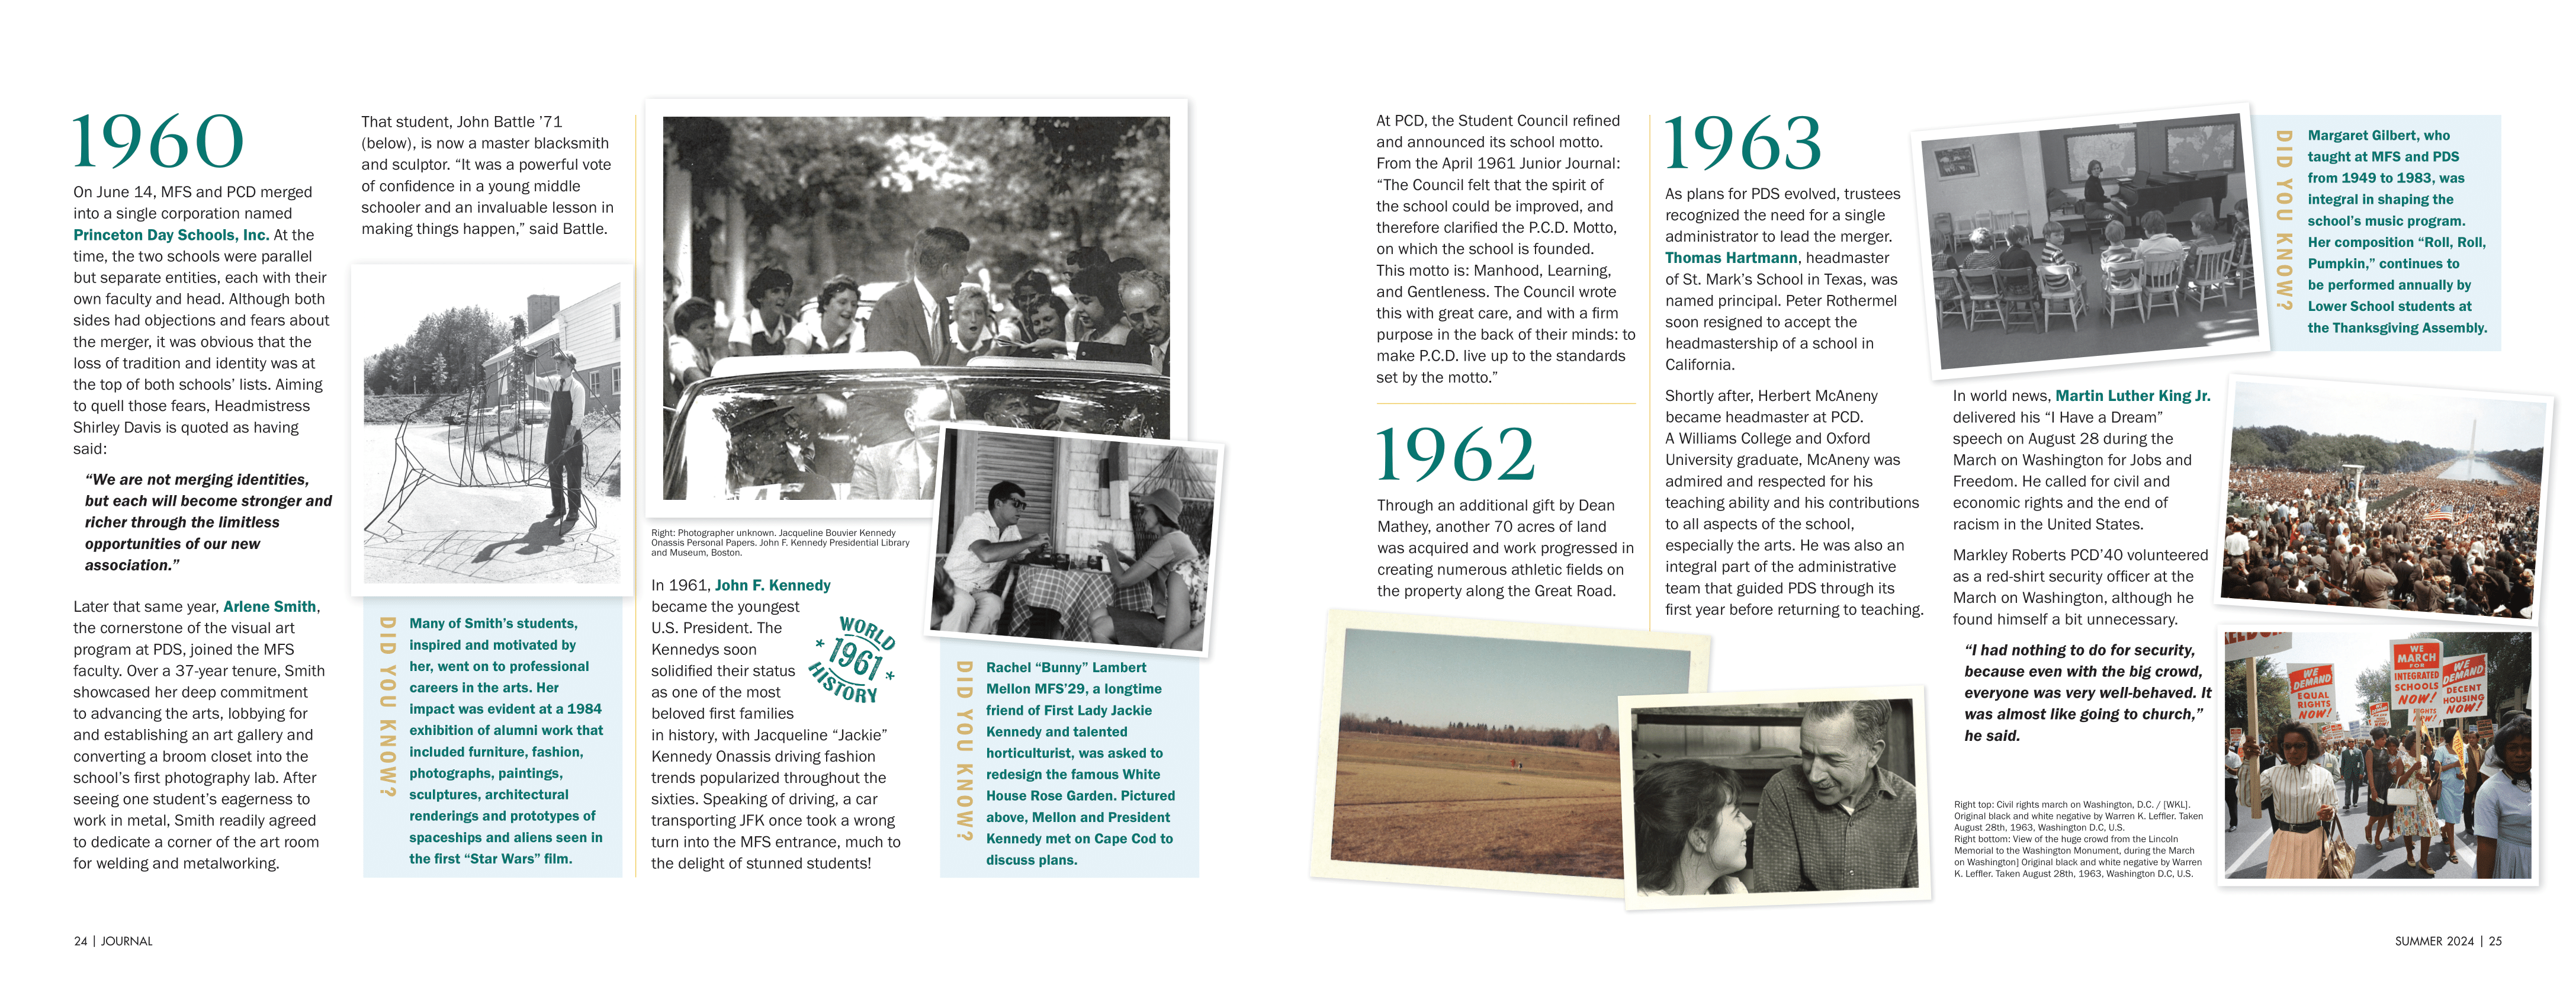 1960
On June 14, MFS and PCD merged
into a single corporation named
Princeton Day Schools, Inc. At the
time, the two schools were parallel
but separate entities, each with their
own faculty and head. Although both
sides had objections and fears about
the merger, it was obvious that the
loss of tradition and identity was at
the top of both schools’ lists. Aiming
to quell those fears, Headmistress
Shirley Davis is quoted as having
said:
“We are not merging identities,
but each will become stronger and
richer through the limitless
opportunities of our new
association.”
Later that same year, Arlene Smith,
the cornerstone of the visual art
program at PDS, joined the MFS
faculty. Over a 37-year tenure, Smith
showcased her deep commitment
to advancing the arts, lobbying for
and establishing an art gallery and
converting a broom closet into the
school’s first photography lab. After
seeing one student’s eagerness to
work in metal, Smith readily agreed
to dedicate a corner of the art room
for welding and metalworking.
That student, John Battle ’71
(below), is now a master blacksmith
and sculptor. “It was a powerful vote
of confidence in a young middle
schooler and an invaluable lesson in
making things happen,” said Battle.
DID YOU KNOW?
Many of Smith’s students,
inspired and motivated by
her, went on to professional
careers in the arts. Her
impact was evident at a 1984
exhibition of alumni work that
included furniture, fashion,
photographs, paintings,
sculptures, architectural
renderings and prototypes of
spaceships and aliens seen in
the first “Star Wars” film.
Right: Photographer unknown. Jacqueline Bouvier Kennedy
Onassis Personal Papers. John F. Kennedy Presidential Library
and Museum, Boston.
In 1961, John F. Kennedy
became the youngest
U.S. President. The
Kennedys soon
solidified their status
as one of the most
beloved first families
in history, with Jacqueline “Jackie”
Kennedy Onassis driving fashion
trends popularized throughout the
sixties. Speaking of driving, a car
transporting JFK once took a wrong
turn into the MFS entrance, much to
the delight of stunned students!
WORLD
* 1961 *
HISTORY
DID YOU KNOW?
Rachel “Bunny” Lambert
Mellon MFS’29, a longtime
friend of First Lady Jackie
Kennedy and talented
horticulturist, was asked to
redesign the famous White
House Rose Garden. Pictured
above, Mellon and President
Kennedy met on Cape Cod to
discuss plans.
24 | JOURNAL
At PCD, the Student Council refined
and announced its school motto.
From the April 1961 Junior Journal:
“The Council felt that the spirit of
the school could be improved, and
therefore clarified the P.C.D. Motto,
on which the school is founded.
This motto is: Manhood, Learning,
and Gentleness. The Council wrote
this with great care, and with a firm
purpose in the back of their minds: to
make P.C.D. live up to the standards
set by the motto.”
1962
Through an additional gift by Dean
Mathey, another 70 acres of land
was acquired and work progressed in
creating numerous athletic fields on
the property along the Great Road.
1963
As plans for PDS evolved, trustees
recognized the need for a single
administrator to lead the merger.
Thomas Hartmann, headmaster
of St. Mark’s School in Texas, was
named principal. Peter Rothermel
soon resigned to accept the
headmastership of a school in
California.
Shortly after, Herbert McAneny
became headmaster at PCD.
A Williams College and Oxford
University graduate, McAneny was
admired and respected for his
teaching ability and his contributions
to all aspects of the school,
especially the arts. He was also an
integral part of the administrative
team that guided PDS through its
first year before returning to teaching.
DID YOU KNOW?
Margaret Gilbert, who
taught at MFS and PDS
from 1949 to 1983, was
integral in shaping the
school’s music program.
Her composition “Roll, Roll,
Pumpkin,” continues to
be performed annually by
Lower School students at
the Thanksgiving Assembly.
In world news, Martin Luther King Jr.
delivered his “I Have a Dream”
speech on August 28 during the
March on Washington for Jobs and
Freedom. He called for civil and
economic rights and the end of
racism in the United States.
Markley Roberts PCD’40 volunteered
as a red-shirt security officer at the
March on Washington, although he
found himself a bit unnecessary.
“I had nothing to do for security,
because even with the big crowd,
everyone was very well-behaved. It
was almost like going to church,”
he said.
Right top: Civil rights march on Washington, D.C. / [WKL].
Original black and white negative by Warren K. Leffler. Taken
August 28th, 1963, Washington D.C, U.S.
Right bottom: View of the huge crowd from the Lincoln
Memorial to the Washington Monument, during the March
on Washington] Original black and white negative by Warren
K. Leffler. Taken August 28th, 1963, Washington D.C, U.S.
WE
DEMAND
EQUAL
RIGHTS
NOW!
WE
MARCH
FOR
INTEGRATED
SCHOOLS
NOW!
WE
DEMAND
DECENT
HOUSING
NOW!
SUMMER 2024 | 25